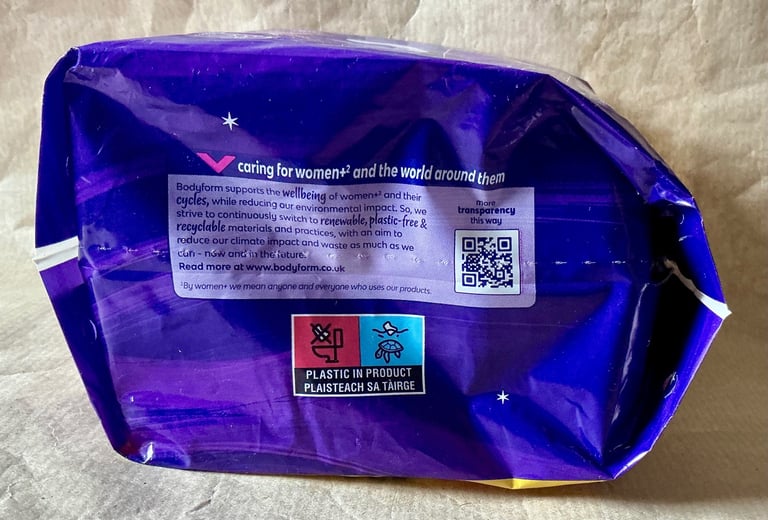 caring for women+² and the world around them
Bodyform supports the wellbeing of women+² and their
cycles, while reducing our environmental impact. So, we
strive to continuously switch to renewable, plastic-free &
recyclable materials and practices, with an aim to
reduce our climate impact and waste as much as we
can - now and in the future.
Read more at www.bodyform.co.uk
²By women+ we mean anyone and everyone who uses our products.
more
transparency
this way
PLASTIC IN PRODUCT
PLAISTEACH SA TÀIRGE